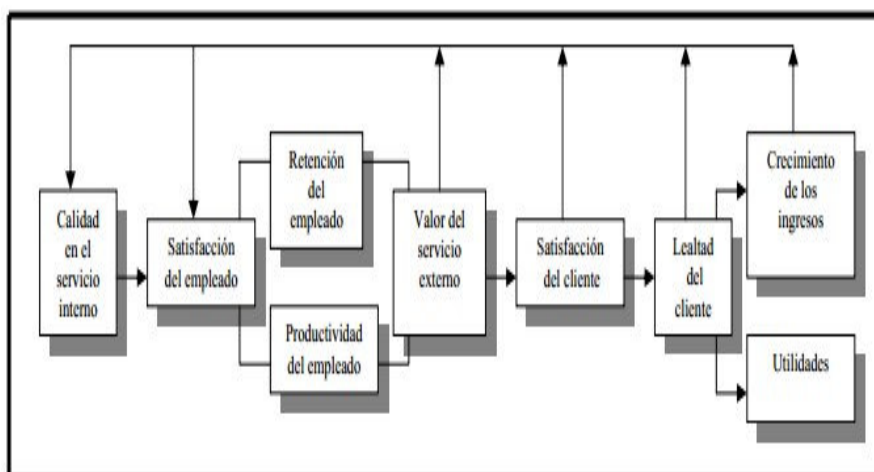 Calidad
en el
servicio
interno
Satisfacción
del empleado
Retención
del
empleado
Productividad
del empleado
Valor del
servicio
externo
Satisfacción
del cliente
Lealtad
del
cliente
Crecimiento
de los
ingresos
Utilidades